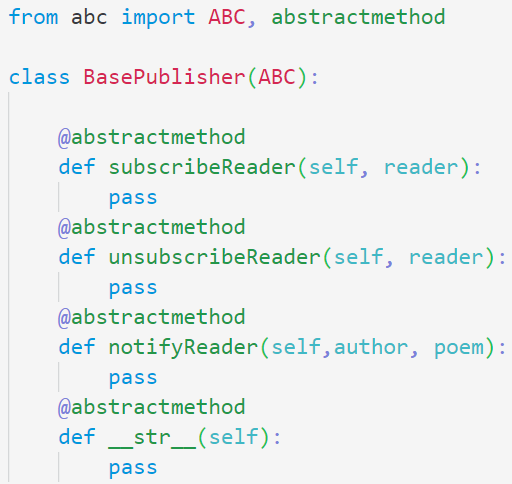 from abc import ABC, abstractmethod
class BasePublisher(ABC):
@abstractmethod
def subscribeReader(self, reader):
pass
@abstractmethod
def unsubscribeReader(self, reader):
pass
@abstractmethod
def notifyReader(self,author, poem):
pass
@abstractmethod
def __str__(self):
pass